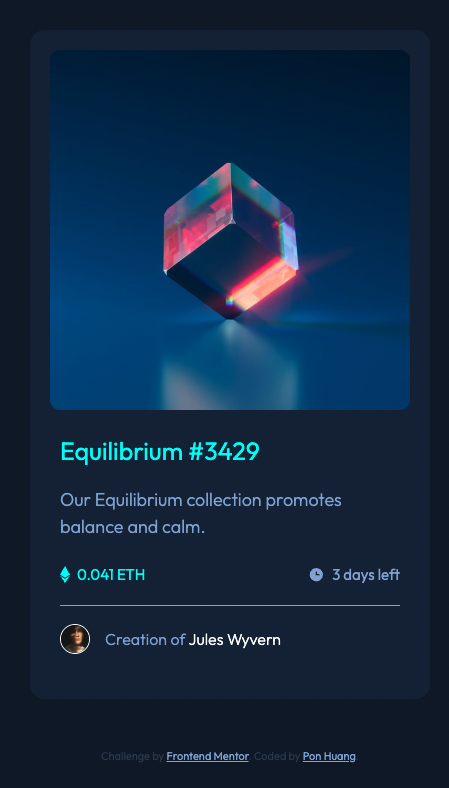 Equilibrium #3429
Our Equilibrium collection promotes
balance and calm.
0.041 ETH 3 days left
Creation of Jules Wyvern
Challenge by Frontend Mentor. Coded by Pon Huang.